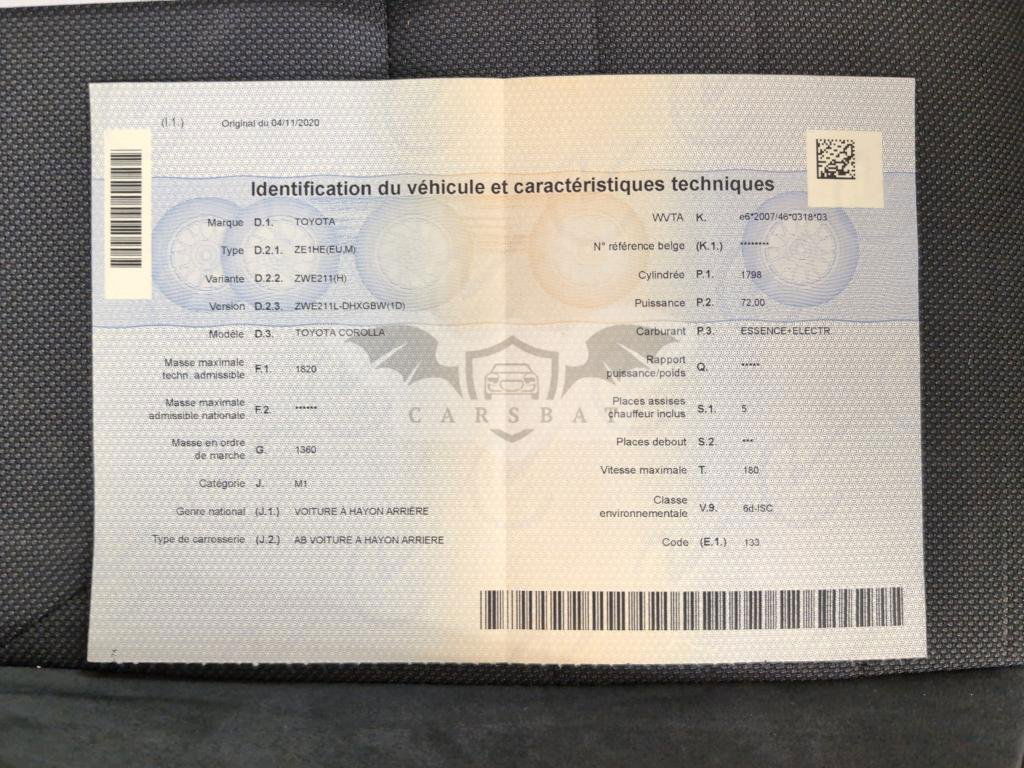 (I.1.) Original du 04/11/2020
Identification du véhicule et caractéristiques techniques
Marque D.1. TOYOTA
Type D.2.1. ZE1HE(EU,M)
Variante D.2.2. ZWE211(H)
Version D.2.3. ZWE211L-DHXGBW(1D)
Modèle D.3. TOYOTA COROLLA
Masse maximale
techn. admissible F.1. 1820
Masse maximale
admissible nationale F.2. ******
Masse en ordre
de marche G. 1360
Catégorie J. M1
Genre national (J.1.) VOITURE À HAYON ARRIÈRE
Type de carrosserie (J.2.) AB VOITURE À HAYON ARRIERE
WVTA K. e6*2007/46*0318*03
N° référence belge (K.1.) ********
Cylindrée P.1. 1798
Puissance P.2. 72.00
Carburant P.3. ESSENCE+ELECTR
Rapport
puissance/poids Q. *****
Places assises
chauffeur inclus S.1. 5
Places debout S.2. ***
Vitesse maximale T. 180
Classe
environnementale V.9. 6d-ISC
Code (E.1.) 133
CARSBAT